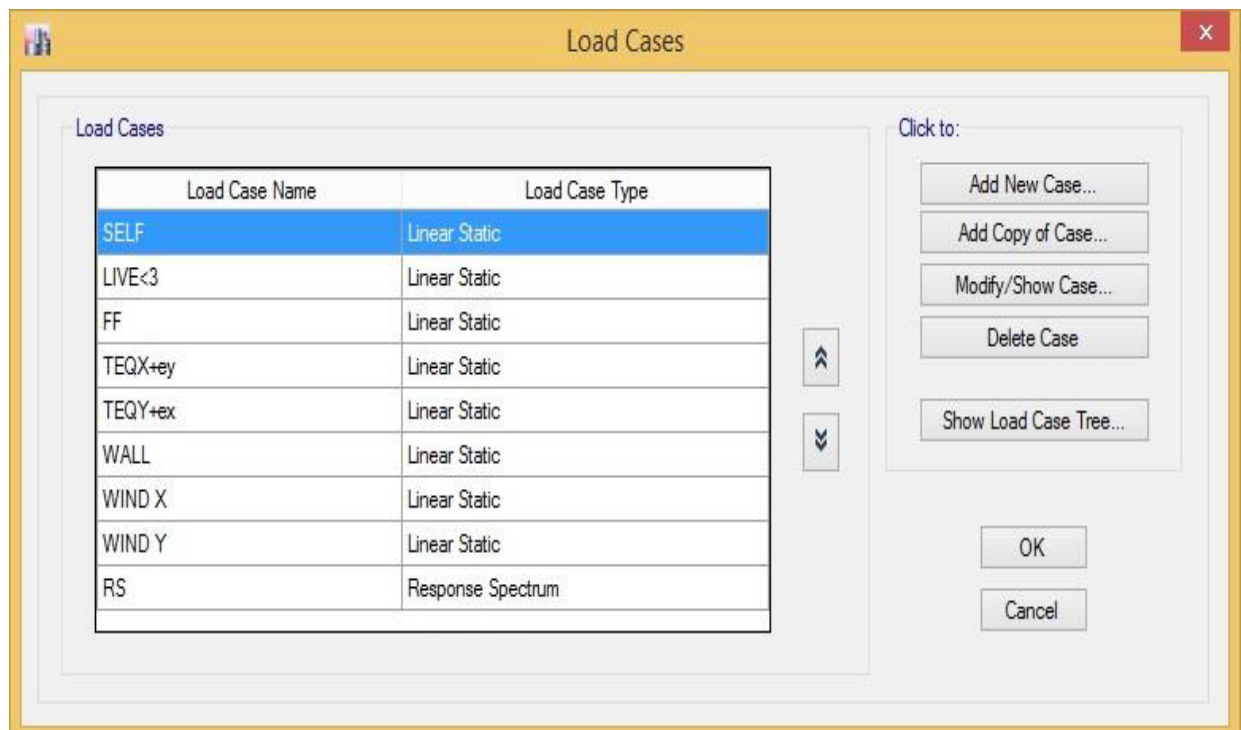 Load Cases
X
Load Cases
Load Case Name Load Case Type
SELF Linear Static
LIVE<3 Linear Static
FF Linear Static
TEQX+ey Linear Static
TEQY+ex Linear Static
WALL Linear Static
WIND X Linear Static
WIND Y Linear Static
RS Response Spectrum
Click to:
Add New Case...
Add Copy of Case...
Modify/Show Case...
Delete Case
Show Load Case Tree...
OK
Cancel